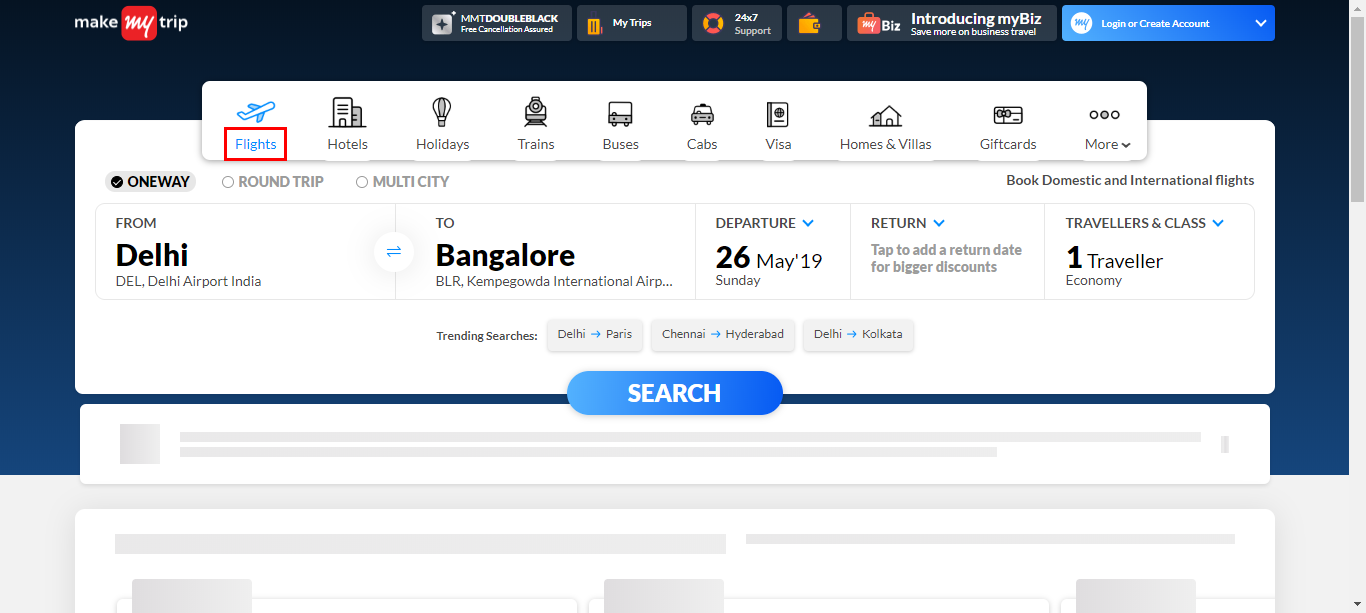 make my trip
MMTDOUBLEBLACK
Free Cancellation Assured
My Trips
24x7
Support
my Biz
Introducing myBiz
Save more on business travel
my
Login or Create Account
Flights
Hotels
Holidays
Trains
Buses
Cabs
Visa
Homes & Villas
Giftcards
More
ONEWAY
ROUND TRIP
MULTI CITY
Book Domestic and International flights
FROM
Delhi
DEL, Delhi Airport India
TO
Bangalore
BLR, Kempegowda International Airp...
DEPARTURE
26 May'19
Sunday
RETURN
Tap to add a return date
for bigger discounts
TRAVELLERS & CLASS
1 Traveller
Economy
Trending Searches:
Delhi → Paris
Chennai → Hyderabad
Delhi → Kolkata
SEARCH